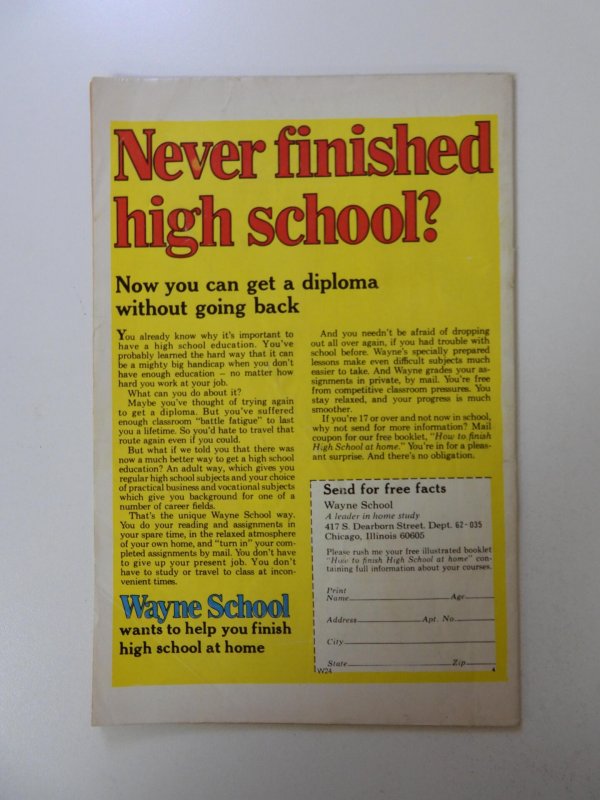 Never finished
high school?
Now you can get a diploma
without going back
You already know why it's important to
have a high school education. You've
probably learned the hard way that it can
be a mighty big handicap when you don't
have enough education – no matter how
hard you work at your job.
What can you do about it?
Maybe you've thought of trying again
to get a diploma. But you've suffered
enough classroom "battle fatigue" to last
you a lifetime. So you'd hate to travel that
route again even if you could.
But what if we told you that there was
now a much better way to get a high school
education? An adult way, which gives you
regular high school subjects and your choice
of practical business and vocational subjects
which give you background for one of a
number of career fields.
That's the unique Wayne School way.
You do your reading and assignments in
your spare time, in the relaxed atmosphere
of your own home, and "turn in" your com-
pleted assignments by mail. You don't have
to give up your present job. You don't
have to study or travel to class at incon-
venient times.
Wayne School
wants to help you finish
high school at home
And you needn't be afraid of dropping
out all over again, if you had trouble with
school before. Wayne's specially prepared
lessons make even difficult subjects much
easier to take. And Wayne grades your as-
signments in private, by mail. You're free
from competitive classroom pressures. You
stay relaxed, and your progress is much
smoother.
If you're 17 or over and not now in school,
why not send for more information? Mail
coupon for our free booklet, "How to finish
High School at home." You're in for a pleas-
ant surprise. And there's no obligation.
Send for free facts
Wayne School
A leader in home study
417 S. Dearborn Street, Dept. 62-035
Chicago, Illinois 60605
Please rush me your free illustrated booklet
"How to finish High School at home" con-
taining full information about your courses.
Print
Name Age
Address Apt. No.
City
State Zip
W24 4